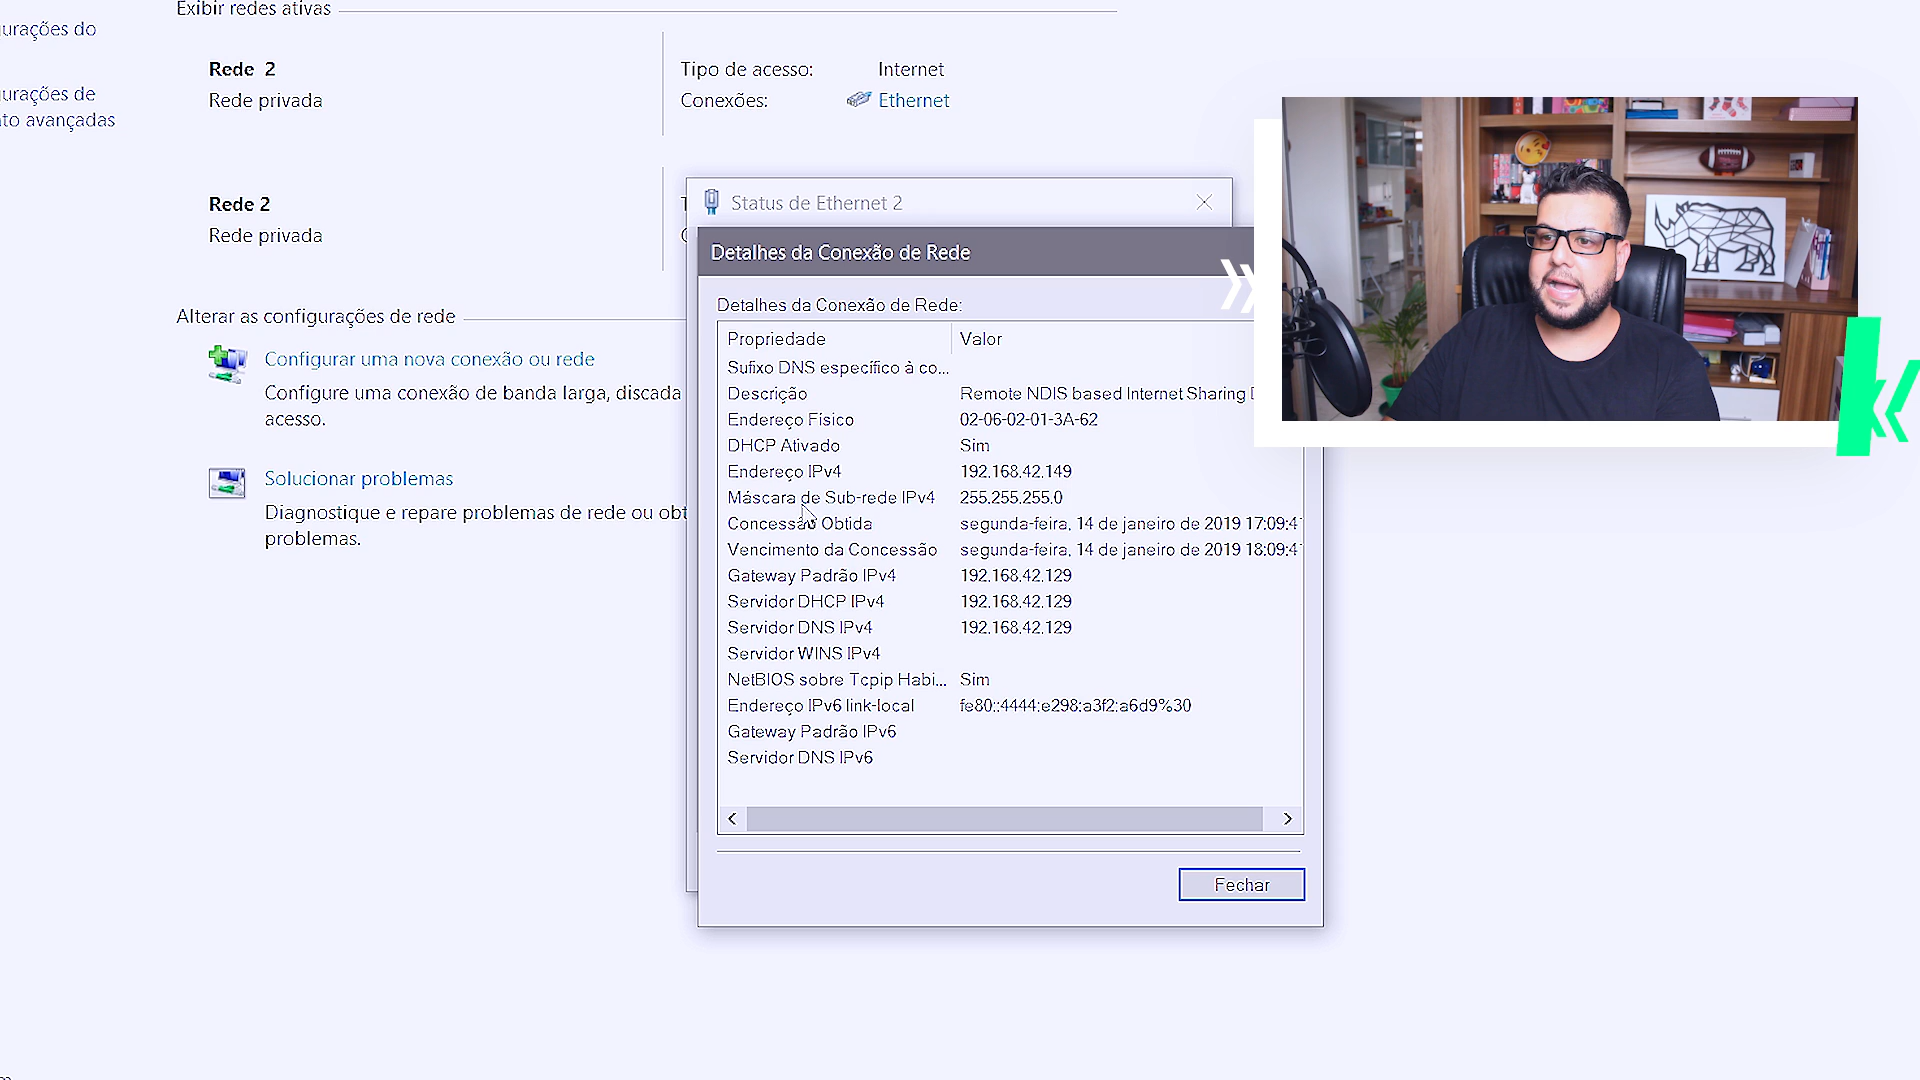 Exibir redes ativas
urações do
Rede 2
Rede privada
Tipo de acesso: Internet
Conexões: Ethernet
urações de
to avançadas
Rede 2
Rede privada
Status de Ethernet 2
Detalhes da Conexão de Rede
Detalhes da Conexão de Rede:
Propriedade Valor
Sufixo DNS específico à co...
Descrição Remote NDIS based Internet Sharing
Endereço Físico 02-06-02-01-3A-62
DHCP Ativado Sim
Endereço IPv4 192.168.42.149
Máscara de Sub-rede IPv4 255.255.255.0
Concessão Obtida segunda-feira, 14 de janeiro de 2019 17:09:4
Vencimento da Concessão segunda-feira, 14 de janeiro de 2019 18:09:4
Gateway Padrão IPv4 192.168.42.129
Servidor DHCP IPv4 192.168.42.129
Servidor DNS IPv4 192.168.42.129
Servidor WINS IPv4
NetBIOS sobre Tcpip Habi... Sim
Endereço IPv6 link-local fe80::4444:e298:a3f2:a6d9%30
Gateway Padrão IPv6
Servidor DNS IPv6
Fechar
Alterar as configurações de rede
Configurar uma nova conexão ou rede
Configure uma conexão de banda larga, discada
acesso.
Solucionar problemas
Diagnostique e repare problemas de rede ou obt
problemas.